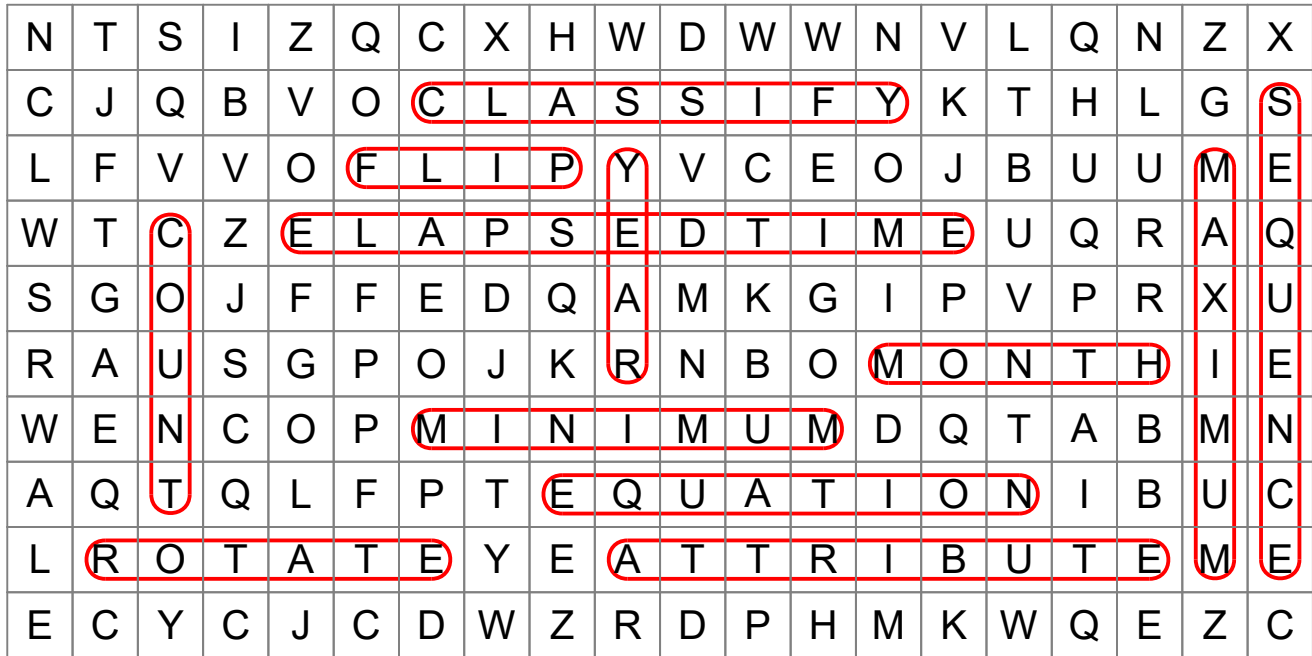 N T S I Z Q C X H W D W W N V L Q N Z X
C J Q B V O C L A S S I F Y K T H L G S
L F V V O F L I P Y V C E O J B U U M E
W T C Z E L A P S E D T I M E U Q R A Q
S G O J F F E D Q A M K G I P V P R X U
R A U S G P O J K R N B O M O N T H I E
W E N C O P M I N I M U M D Q T A B M N
A Q T Q L F P T E Q U A T I O N I B U C
L R O T A T E Y E A T T R I B U T E M E
E C Y C J C D W Z R D P H M K W Q E Z C